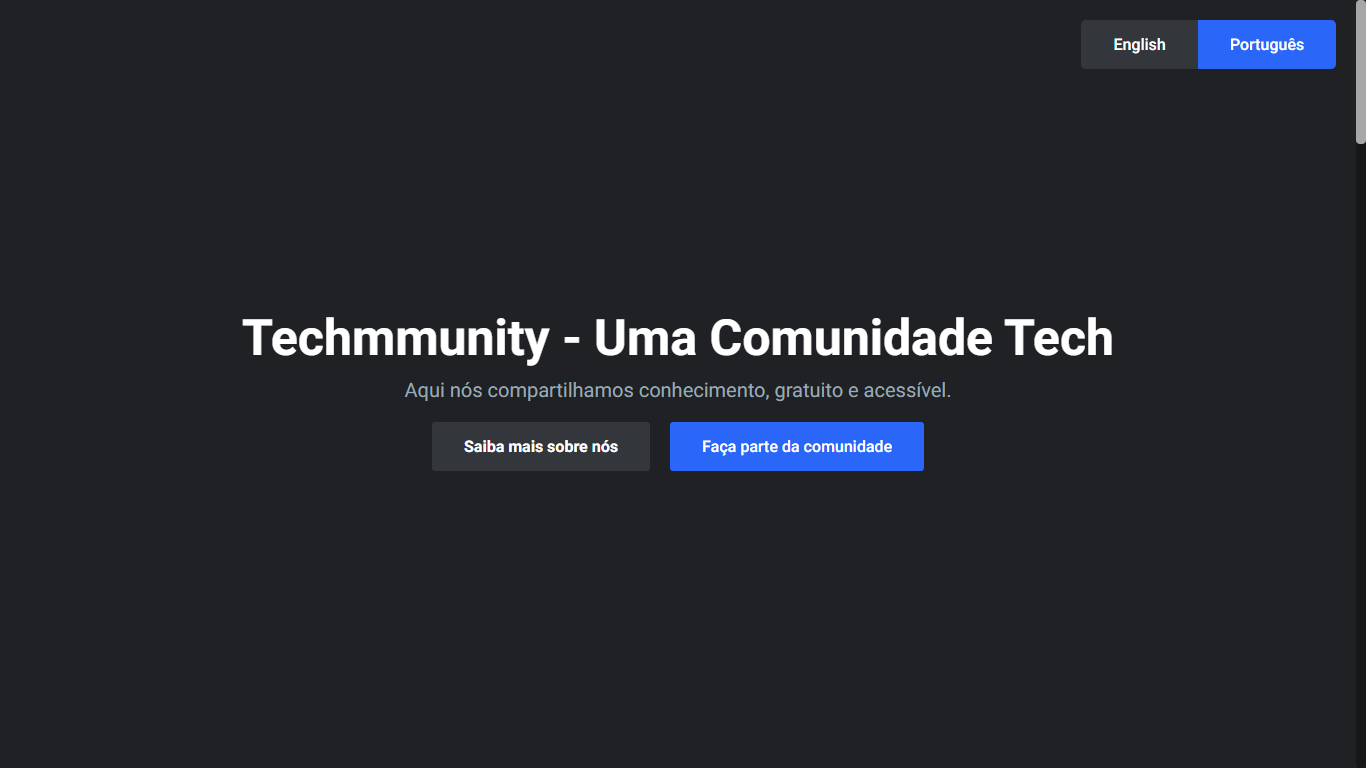 English
Português
Techmmunity - Uma Comunidade Tech
Aqui nós compartilhamos conhecimento, gratuito e acessível.
Saiba mais sobre nós
Faça parte da comunidade